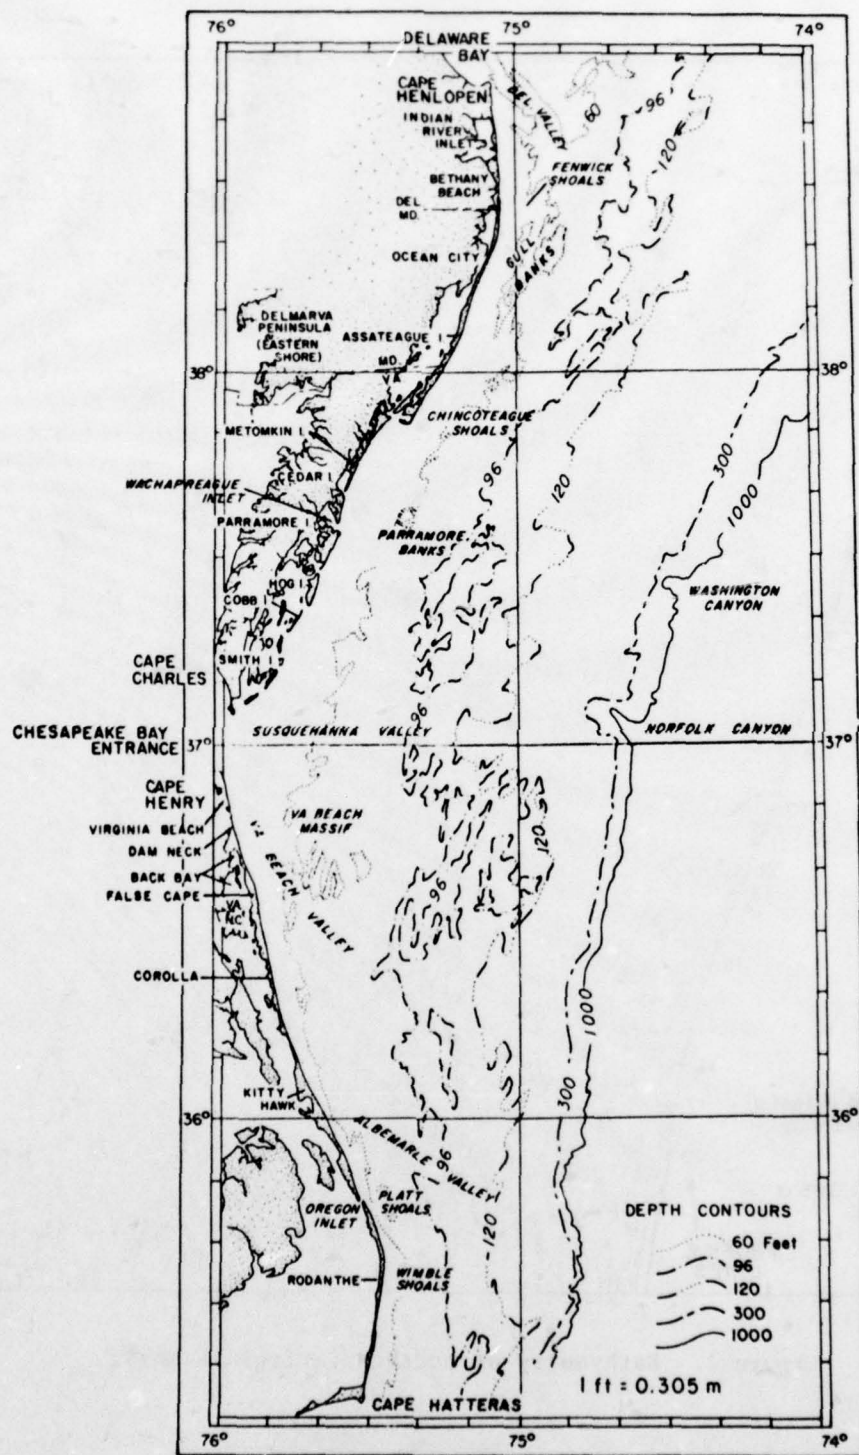 76°
75°
74°
DELAWARE
BAY
CAPE
HENLOPEN
DEL VALLEY
60
96
INDIAN
RIVER
INLET
120
FENWICK
SHOALS
BETHANY
BEACH
DEL
MD.
OCEAN CITY
GULL
BANKS
DELMARVA
PENINSULA
(EASTERN
SHORE)
ASSATEAGUE I.
MD.
VA
38°
38°
CHINCOTEAGUE
SHOALS
METOMKIN I.
96
120
300
1000
CEDAR I.
WACHAPREAGUE
INLET
PARRAMORE I.
PARRAMORE
BANKS
HOG I.
COBB I.
WASHINGTON
CANYON
CAPE
CHARLES
SMITH I.
96
CHESAPEAKE BAY
ENTRANCE
SUSQUEHANNA VALLEY
NORFOLK CANYON
37°
37°
CAPE
HENRY
VIRGINIA BEACH
DAM NECK
BACK BAY
FALSE CAPE
VA BEACH
MASSIF
VA BEACH VALLEY
120
96
VA
NC
COROLLA
1000
300
KITTY
HAWK
36°
36°
ALBEMARLE VALLEY
96
PLATT
SHOALS
OREGON
INLET
120
RODANTHE
WIMBLE
SHOALS
DEPTH CONTOURS
60 Feet
96
120
300
1000
1 ft = 0.305 m
CAPE HATTERAS
76°
75°
74°